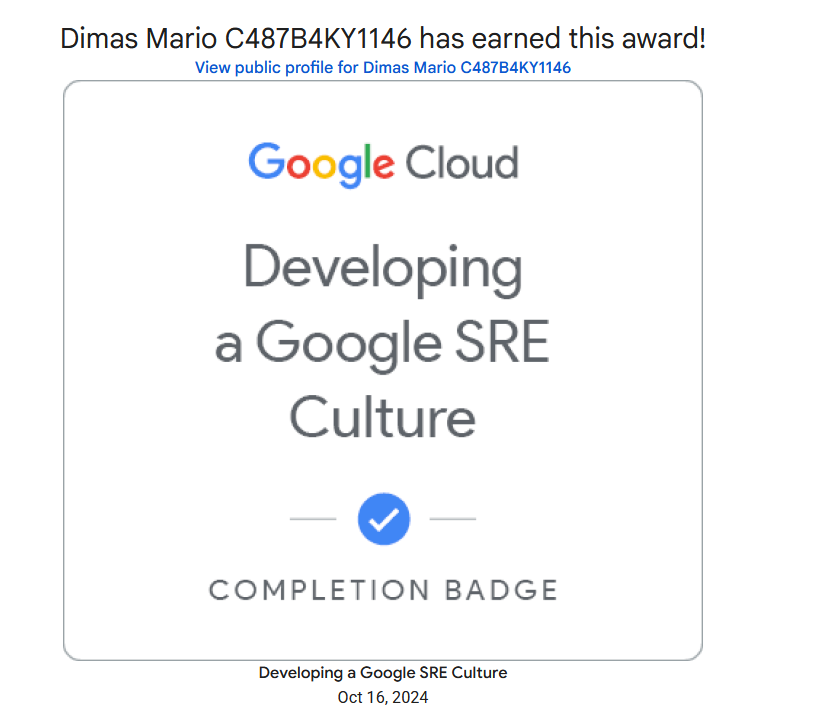 Dimas Mario C487B4KY1146 has earned this award!
View public profile for Dimas Mario C487B4KY1146
Google Cloud
Developing
a Google SRE
Culture
COMPLETION BADGE
Developing a Google SRE Culture
Oct 16, 2024